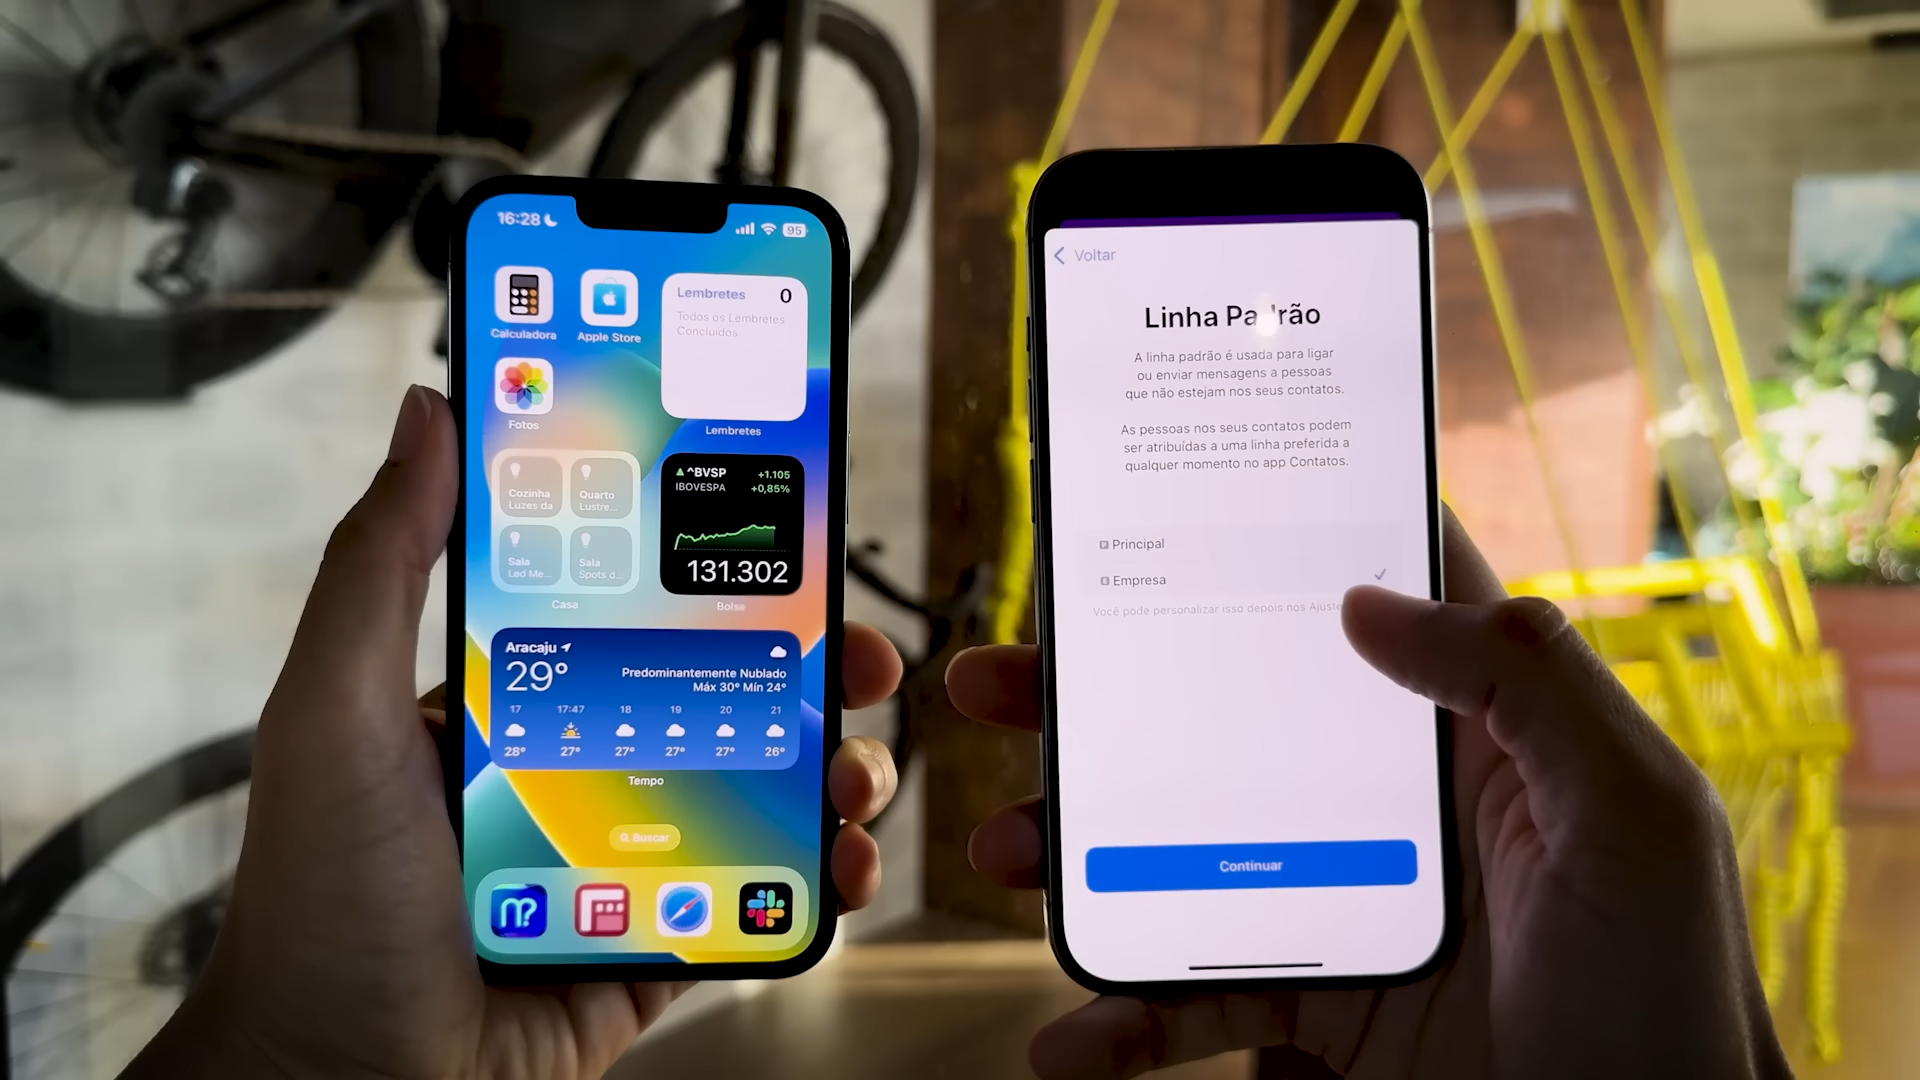 16:28
95
Calculadora
Apple Store
Lembretes 0
Todos os Lembretes
Concluídos
Fotos
Lembretes
Cozinha
Luzes da
Quarto
Lustre...
Sala
Led Me...
Sala
Spots d...
Casa
^BVSP +1.105
IBOVESPA +0,85%
131.302
Bolsa
Aracaju
29°
Predominantemente Nublado
Máx 30° Mín 24°
17 17:47 18 19 20 21
28° 27° 27° 27° 27° 26°
Tempo
Buscar
m?
Voltar
Linha Padrão
A linha padrão é usada para ligar
ou enviar mensagens a pessoas
que não estejam nos seus contatos.
As pessoas nos seus contatos podem
ser atribuídas a uma linha preferida a
qualquer momento no app Contatos.
P Principal
E Empresa
Você pode personalizar isso depois nos Ajuste
Continuar